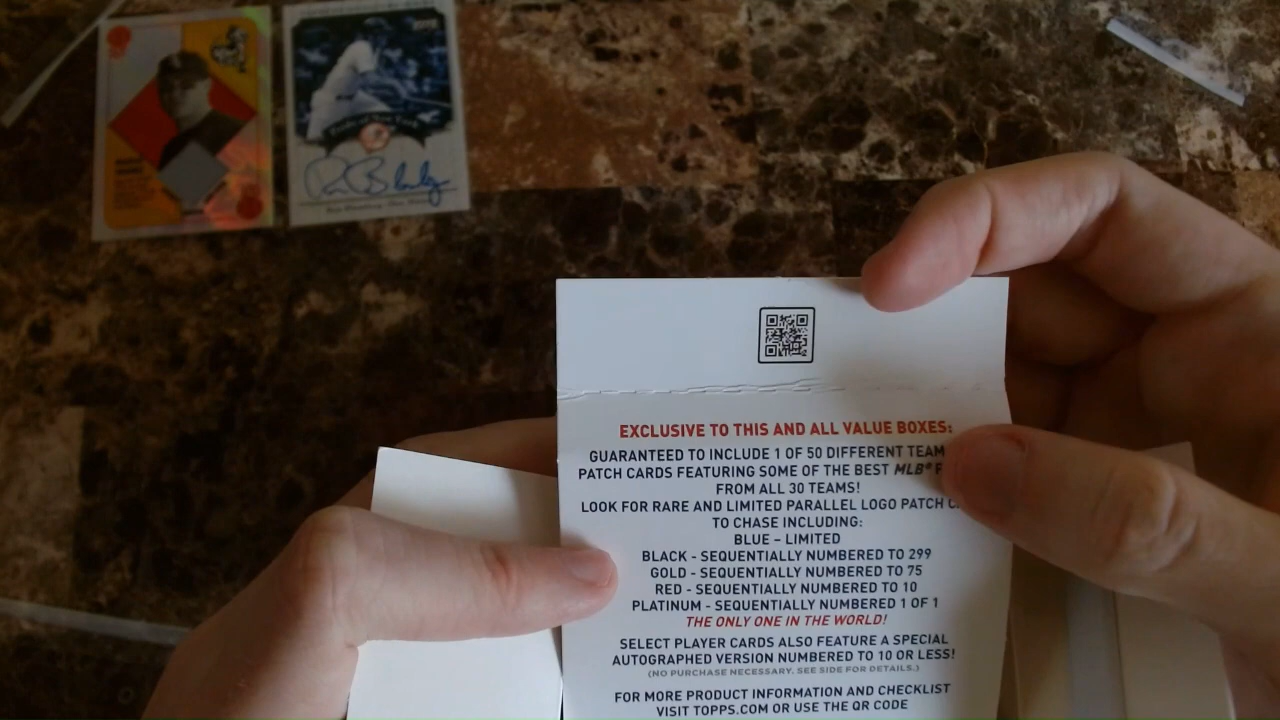 EXCLUSIVE TO THIS AND ALL VALUE BOXES:
GUARANTEED TO INCLUDE 1 OF 50 DIFFERENT TEAM
PATCH CARDS FEATURING SOME OF THE BEST MLB®
FROM ALL 30 TEAMS!
LOOK FOR RARE AND LIMITED PARALLEL LOGO PATCH
TO CHASE INCLUDING:
BLUE – LIMITED
BLACK - SEQUENTIALLY NUMBERED TO 299
GOLD - SEQUENTIALLY NUMBERED TO 75
RED - SEQUENTIALLY NUMBERED TO 10
PLATINUM - SEQUENTIALLY NUMBERED 1 OF 1
THE ONLY ONE IN THE WORLD!
SELECT PLAYER CARDS ALSO FEATURE A SPECIAL
AUTOGRAPHED VERSION NUMBERED TO 10 OR LESS!
(NO PURCHASE NECESSARY. SEE SIDE FOR DETAILS.)
FOR MORE PRODUCT INFORMATION AND CHECKLIST
VISIT TOPPS.COM OR USE THE QR CODE